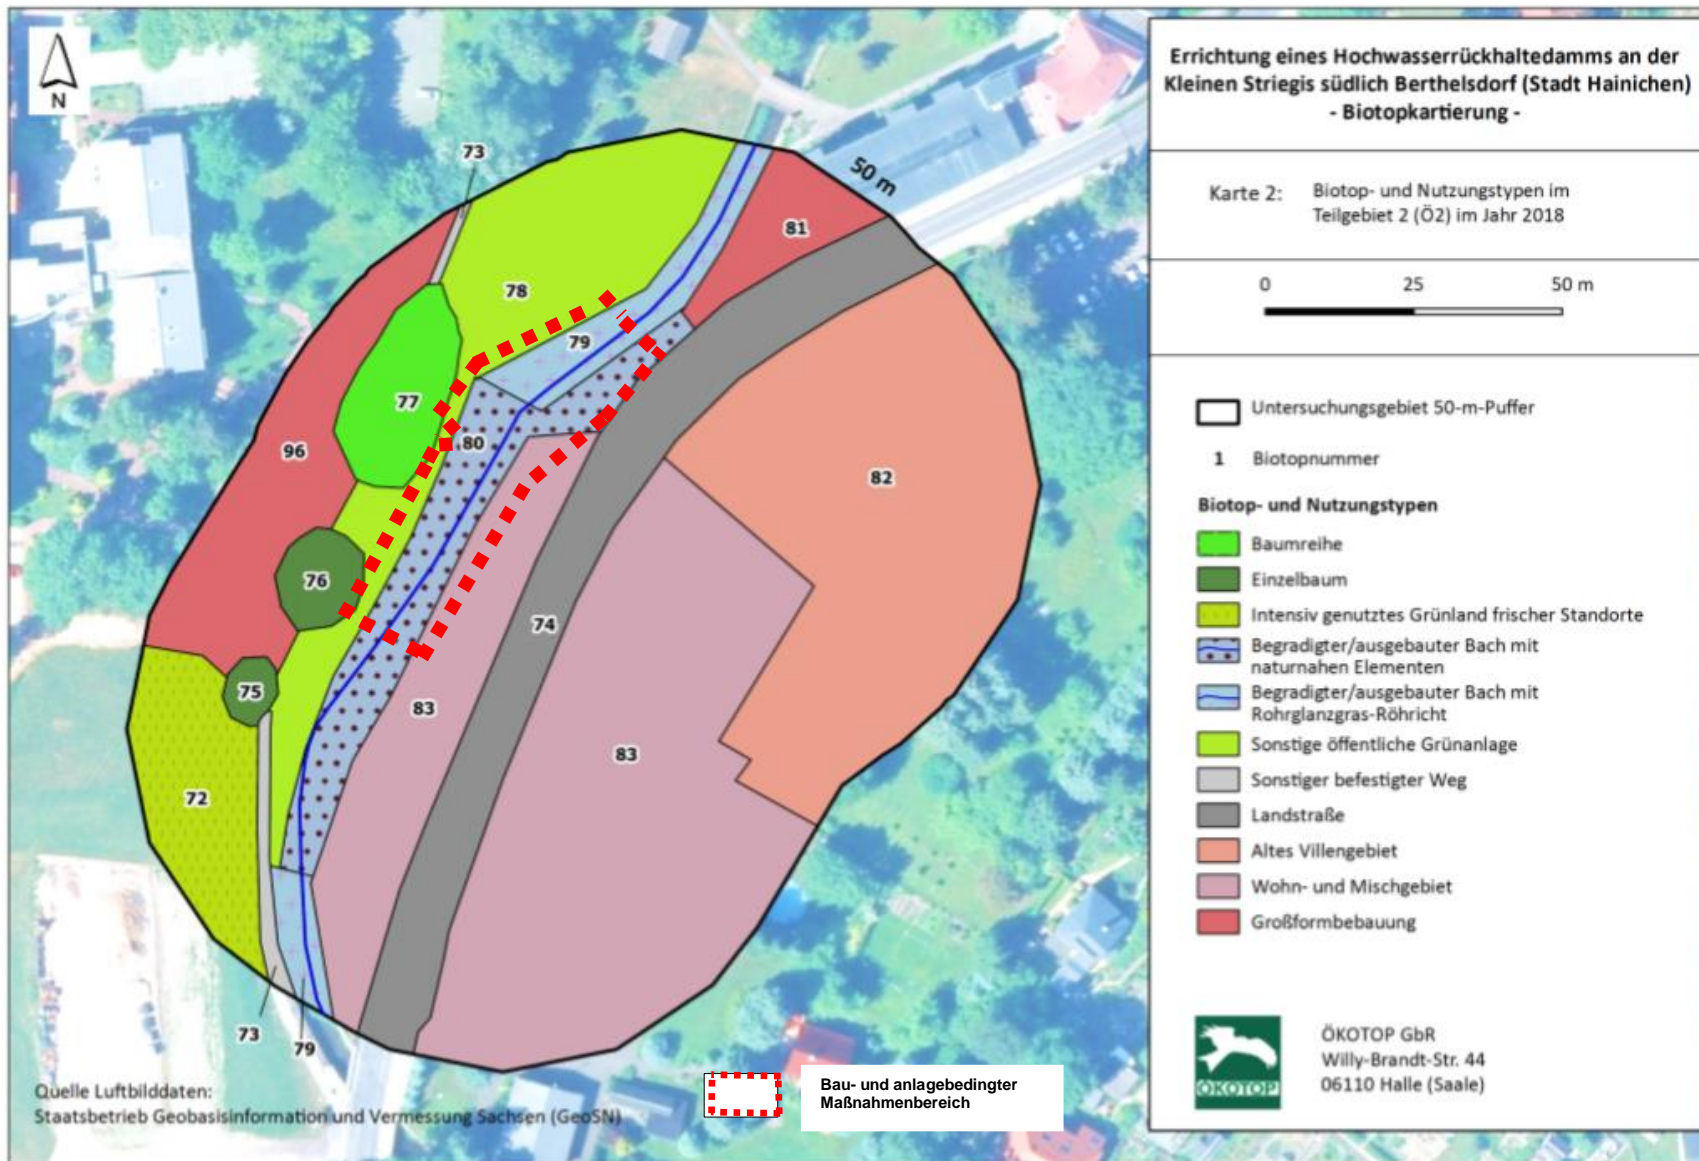 N
73
50 m
81
78
79
77
80
96
82
76
74
75
83
83
72
73
79
Quelle Luftbilddaten:
Staatsbetrieb Geobasisinformation und Vermessung Sachsen (GeoSN)
Bau- und anlagebedingter
Maßnahmenbereich
Errichtung eines Hochwasserrückhaltedamms an der
Kleinen Striegis südlich Berthelsdorf (Stadt Hainichen)
- Biotopkartierung -
Karte 2: Biotop- und Nutzungstypen im
Teilgebiet 2 (Ö2) im Jahr 2018
0 25 50 m
Untersuchungsgebiet 50-m-Puffer
1 Biotopnummer
Biotop- und Nutzungstypen
Baumreihe
Einzelbaum
Intensiv genutztes Grünland frischer Standorte
Begradigter/ausgebauter Bach mit
naturnahen Elementen
Begradigter/ausgebauter Bach mit
Rohrglanzgras-Röhricht
Sonstige öffentliche Grünanlage
Sonstiger befestigter Weg
Landstraße
Altes Villengebiet
Wohn- und Mischgebiet
Großformbebauung
ÖKOTOP
ÖKOTOP GbR
Willy-Brandt-Str. 44
06110 Halle (Saale)